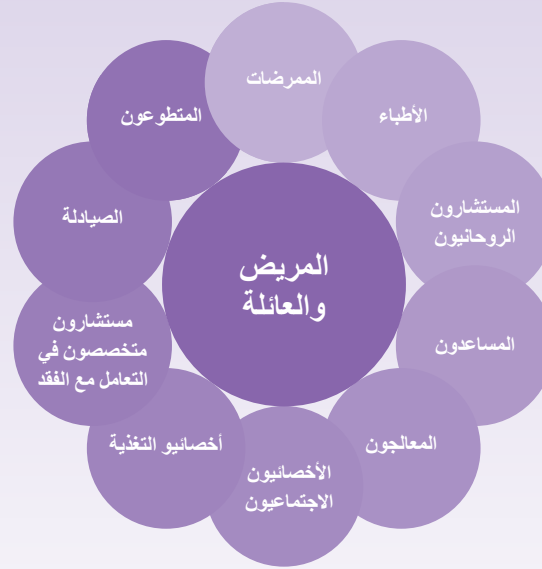 الممرضات
الأطباء
المستشارون
الروحانيون
المساعدون
المعالجون
الأخصائيون
الاجتماعيون
أخصائيو التغذية
مستشارون
متخصصون في
التعامل مع الفقد
الصيادلة
المتطوعون
المريض
والعائلة